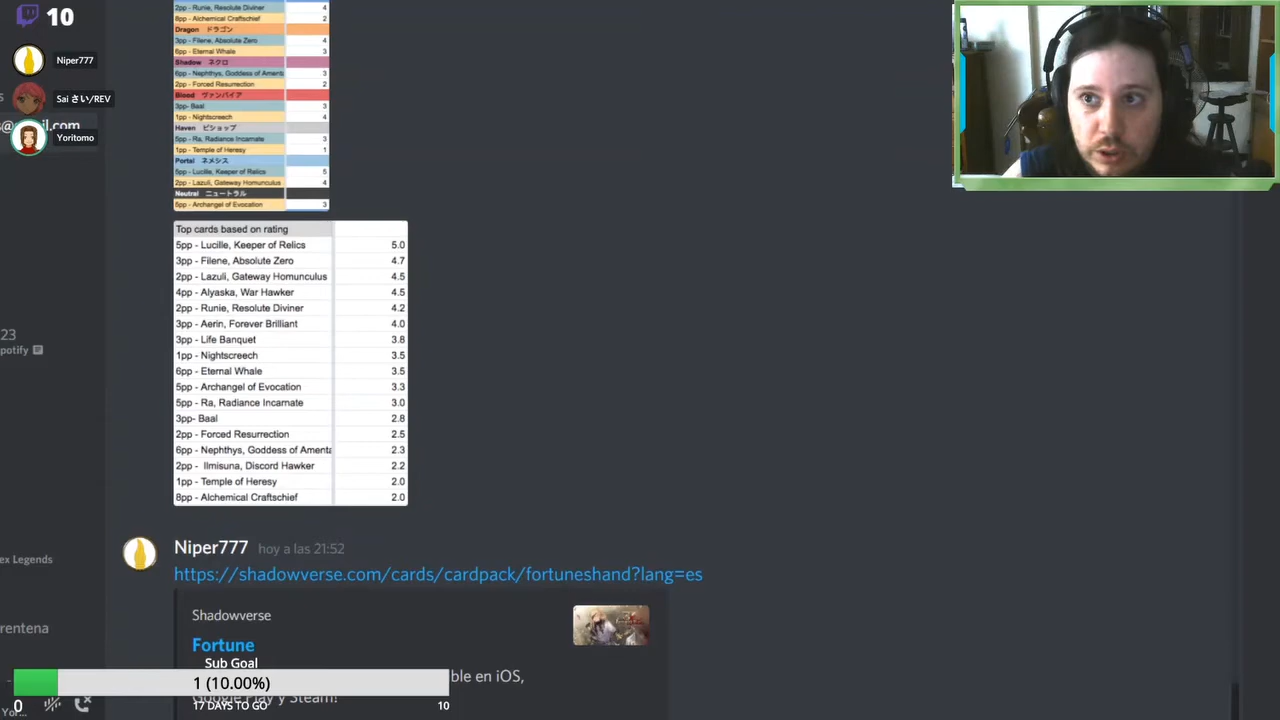 10
Niper777
Sai さい/REV
Yoritomo
2pp - Runie, Resolute Diviner 4
8pp - Alchemical Craftschief 2
Dragon ドラゴン
3pp - Filene, Absolute Zero 4
6pp - Eternal Whale 3
Shadow ネクロ
6pp - Nephthys, Goddess of Amenta 3
2pp - Forced Resurrection 2
Blood ヴァンパイア
3pp- Baal 3
1pp - Nightscreech 4
Haven ビショップ
5pp - Ra, Radiance Incarnate 3
1pp - Temple of Heresy 1
Portal ネメシス
5pp - Lucille, Keeper of Relics 5
2pp - Lazuli, Gateway Homunculus 4
Neutral ニュートラル
5pp - Archangel of Evocation 3
Top cards based on rating
5pp - Lucille, Keeper of Relics 5.0
3pp - Filene, Absolute Zero 4.7
2pp - Lazuli, Gateway Homunculus 4.5
4pp - Alyaska, War Hawker 4.5
2pp - Runie, Resolute Diviner 4.2
3pp - Aerin, Forever Brilliant 4.0
3pp - Life Banquet 3.8
1pp - Nightscreech 3.5
6pp - Eternal Whale 3.5
5pp - Archangel of Evocation 3.3
5pp - Ra, Radiance Incarnate 3.0
3pp- Baal 2.8
2pp - Forced Resurrection 2.5
6pp - Nephthys, Goddess of Amenta 2.3
2pp - Ilmisuna, Discord Hawker 2.2
1pp - Temple of Heresy 2.0
8pp - Alchemical Craftschief 2.0
23
potify
ex Legends
rentena
Niper777 hoy a las 21:52
https://shadowverse.com/cards/cardpack/fortuneshand?lang=es
Shadowverse
Fortune
Sub Goal
ble en iOS,
1 (10.00%)
Google Play y Steam!
17 DAYS TO GO
0 10
Yor...